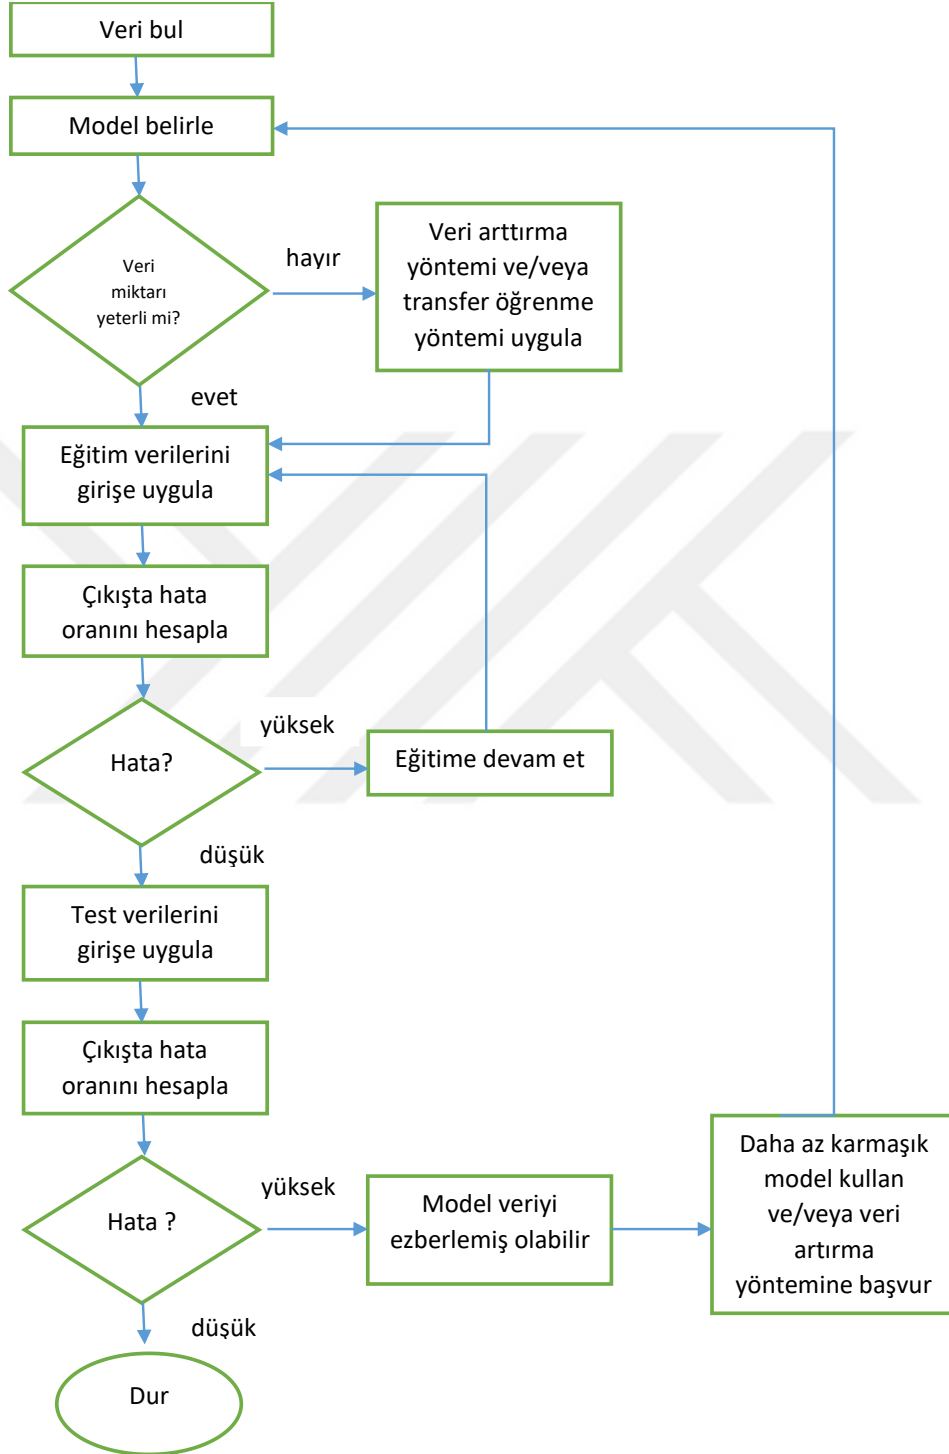 Veri bul
Model belirle
Veri
miktarı
yeterli mi?
hayır
Veri arttırma
yöntemi ve/veya
transfer öğrenme
yöntemi uygula
evet
Eğitim verilerini
girişe uygula
Çıkışta hata
oranını hesapla
Hata?
yüksek
Eğitime devam et
düşük
Test verilerini
girişe uygula
Çıkışta hata
oranını hesapla
Hata ?
yüksek
Model veriyi
ezberlemiş olabilir
Daha az karmaşık
model kullan
ve/veya veri
artırma
yöntemine başvur
düşük
Dur